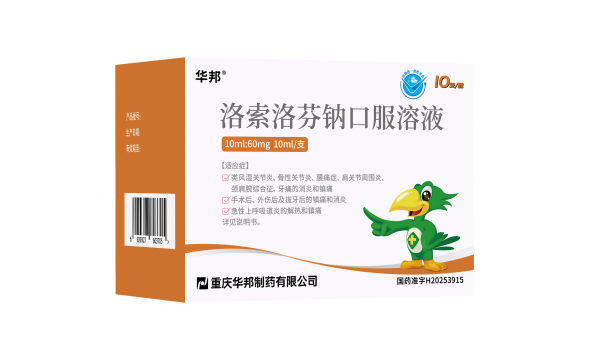 华邦®
10支/盒
洛索洛芬钠口服溶液
10ml:60mg 10ml/支
【适应症】
类风湿关节炎、骨性关节炎、腰痛症、肩关节周围炎、
颈肩腕综合征、牙痛的消炎和镇痛
手术后、外伤后及拔牙后的镇痛和消炎
急性上呼吸道炎的解热和镇痛
详见说明书。
重庆华邦制药有限公司
国药准字H20253915
产品批号:
生产日期:
有效期至: